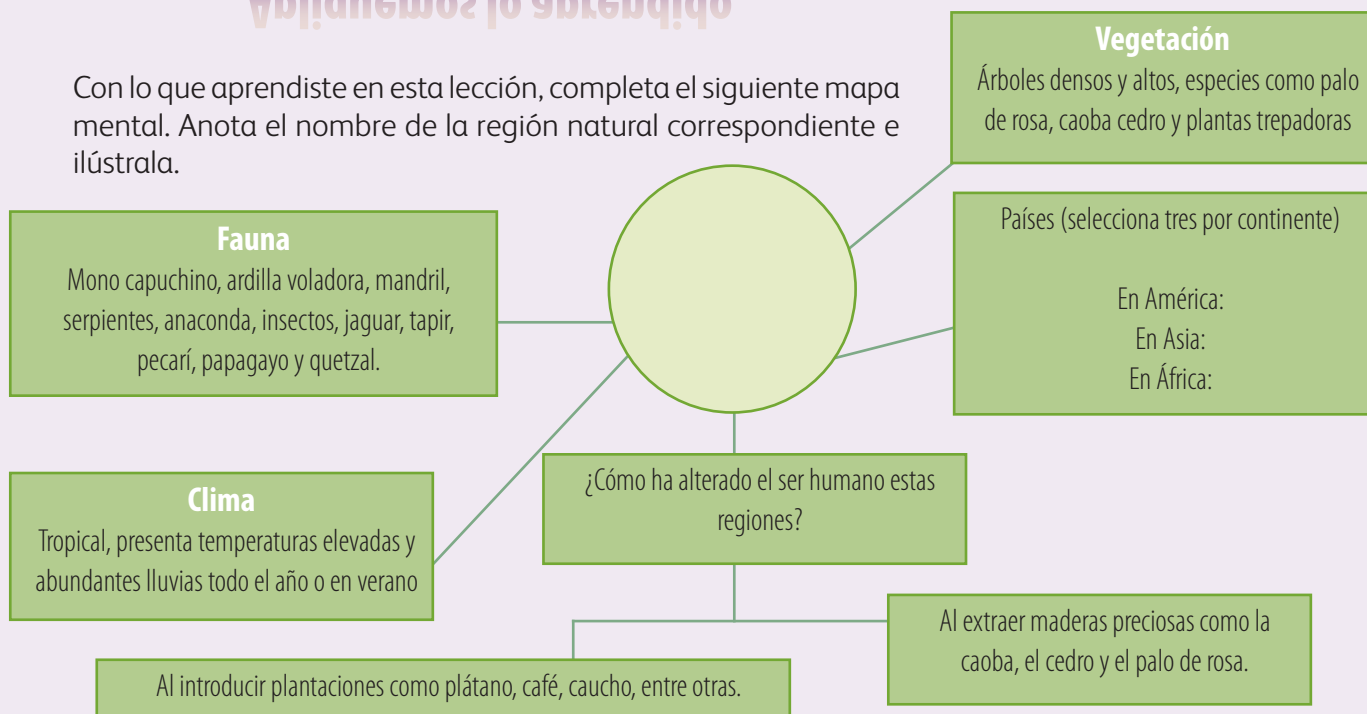 Apliquemos lo aprendido
Con lo que aprendiste en esta lección, completa el siguiente mapa
mental. Anota el nombre de la región natural correspondiente e
ilústrala.
Vegetación
Árboles densos y altos, especies como palo
de rosa, caoba cedro y plantas trepadoras
Fauna
Mono capuchino, ardilla voladora, mandril,
serpientes, anaconda, insectos, jaguar, tapir,
pecarí, papagayo y quetzal.
Países (selecciona tres por continente)
En América:
En Asia:
En África:
Clima
Tropical, presenta temperaturas elevadas y
abundantes lluvias todo el año o en verano
¿Cómo ha alterado el ser humano estas
regiones?
Al extraer maderas preciosas como la
caoba, el cedro y el palo de rosa.
Al introducir plantaciones como plátano, café, caucho, entre otras.